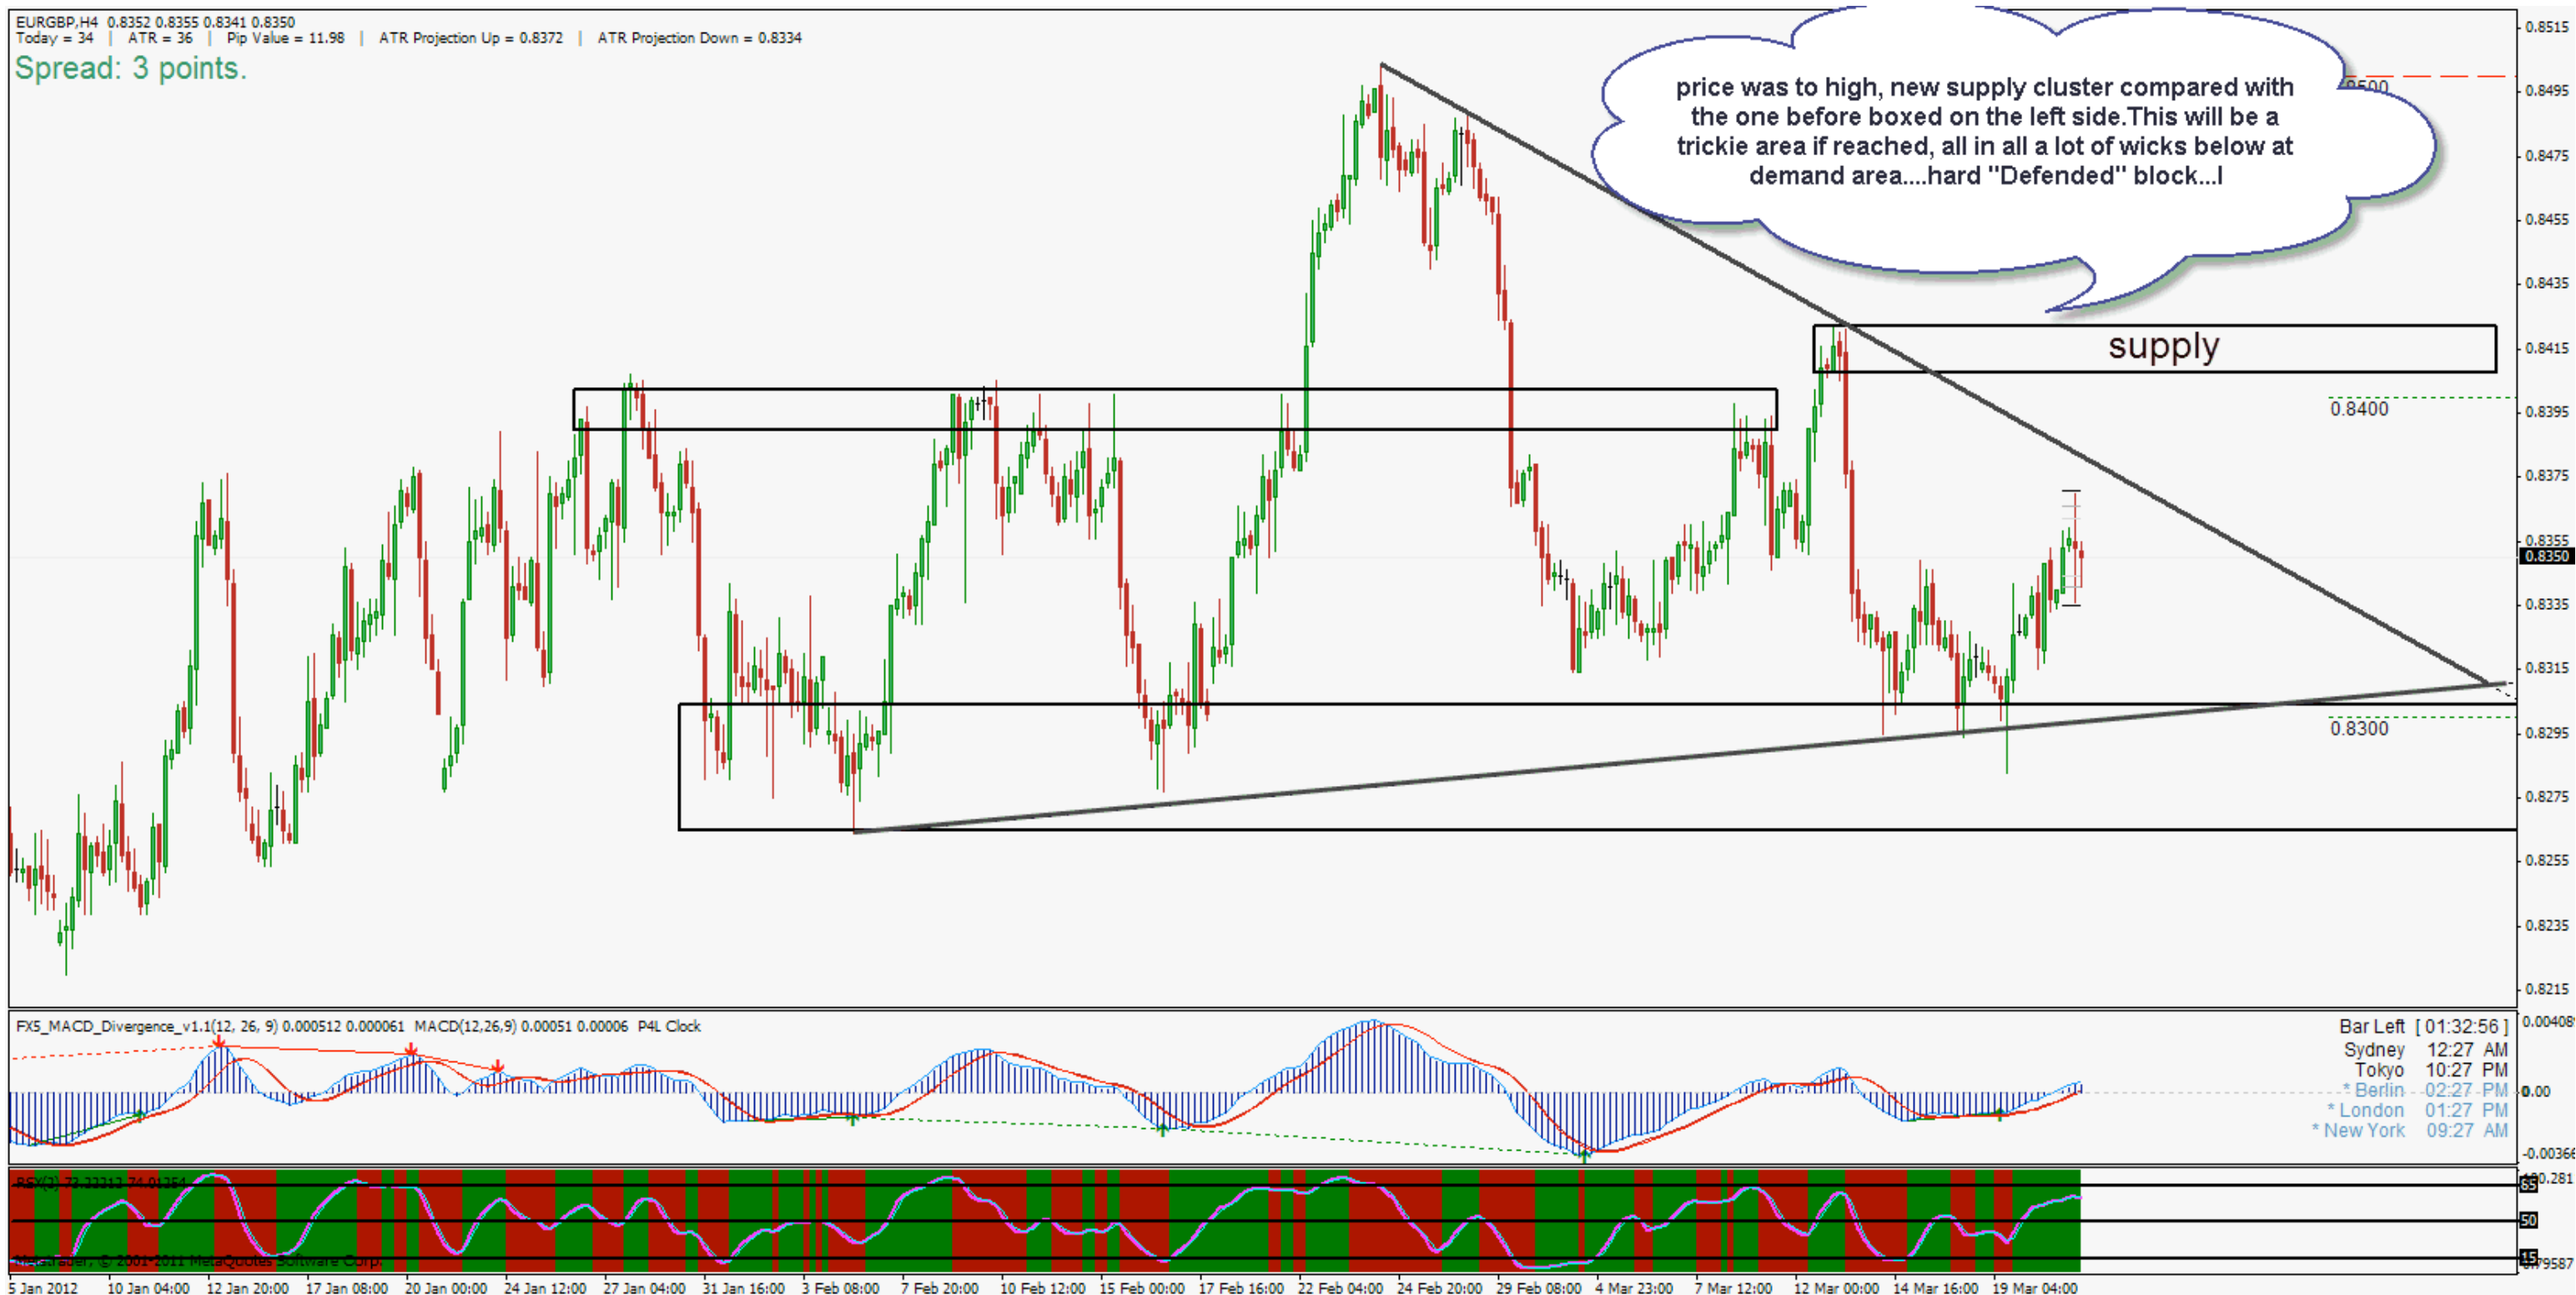 EURGBP,H4 0.8352 0.8355 0.8341 0.8350
Today = 34 | ATR = 36 | Pip Value = 11.98 | ATR Projection Up = 0.8372 | ATR Projection Down = 0.8334
Spread: 3 points.
price was to high, new supply cluster compared with
the one before boxed on the left side.This will be a
trickie area if reached, all in all a lot of wicks below at
demand area....hard "Defended" block...I
supply
0.8400
0.8300
0.8515
0.8495
0.8475
0.8455
0.8435
0.8415
0.8395
0.8375
0.8355
0.8350
0.8335
0.8315
0.8295
0.8275
0.8255
0.8235
0.8215
FX5_MACD_Divergence_v1.1(12, 26, 9) 0.000512 0.000061 MACD(12,26,9) 0.00051 0.00006 P4L Clock
Bar Left [ 01:32:56 ]
Sydney 12:27 AM
Tokyo 10:27 PM
* Berlin 02:27 PM
* London 01:27 PM
* New York 09:27 AM
0.00408
0.00
-0.00366
85
50
15
Metatrader, © 2001-2011 MetaQuotes Software Corp.
5 Jan 2012 10 Jan 04:00 12 Jan 20:00 17 Jan 08:00 20 Jan 00:00 24 Jan 12:00 27 Jan 04:00 31 Jan 16:00 3 Feb 08:00 7 Feb 20:00 10 Feb 12:00 15 Feb 00:00 17 Feb 16:00 22 Feb 04:00 24 Feb 20:00 29 Feb 08:00 4 Mar 23:00 7 Mar 12:00 12 Mar 00:00 14 Mar 16:00 19 Mar 04:00